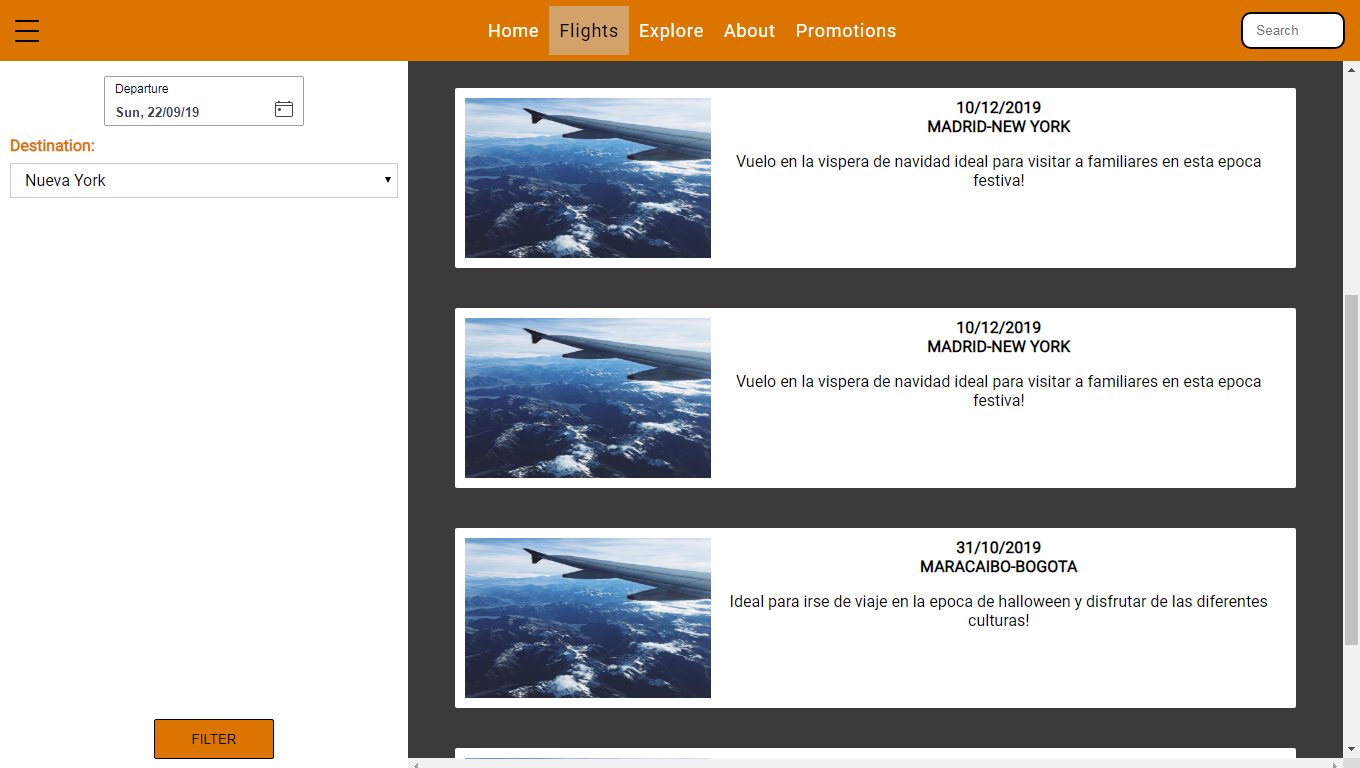 Home Flights Explore About Promotions
Search
Departure
Sun, 22/09/19
Destination:
Nueva York
FILTER
10/12/2019
MADRID-NEW YORK
Vuelo en la vispera de navidad ideal para visitar a familiares en esta epoca
festiva!
10/12/2019
MADRID-NEW YORK
Vuelo en la vispera de navidad ideal para visitar a familiares en esta epoca
festiva!
31/10/2019
MARACAIBO-BOGOTA
Ideal para irse de viaje en la epoca de halloween y disfrutar de las diferentes
culturas!